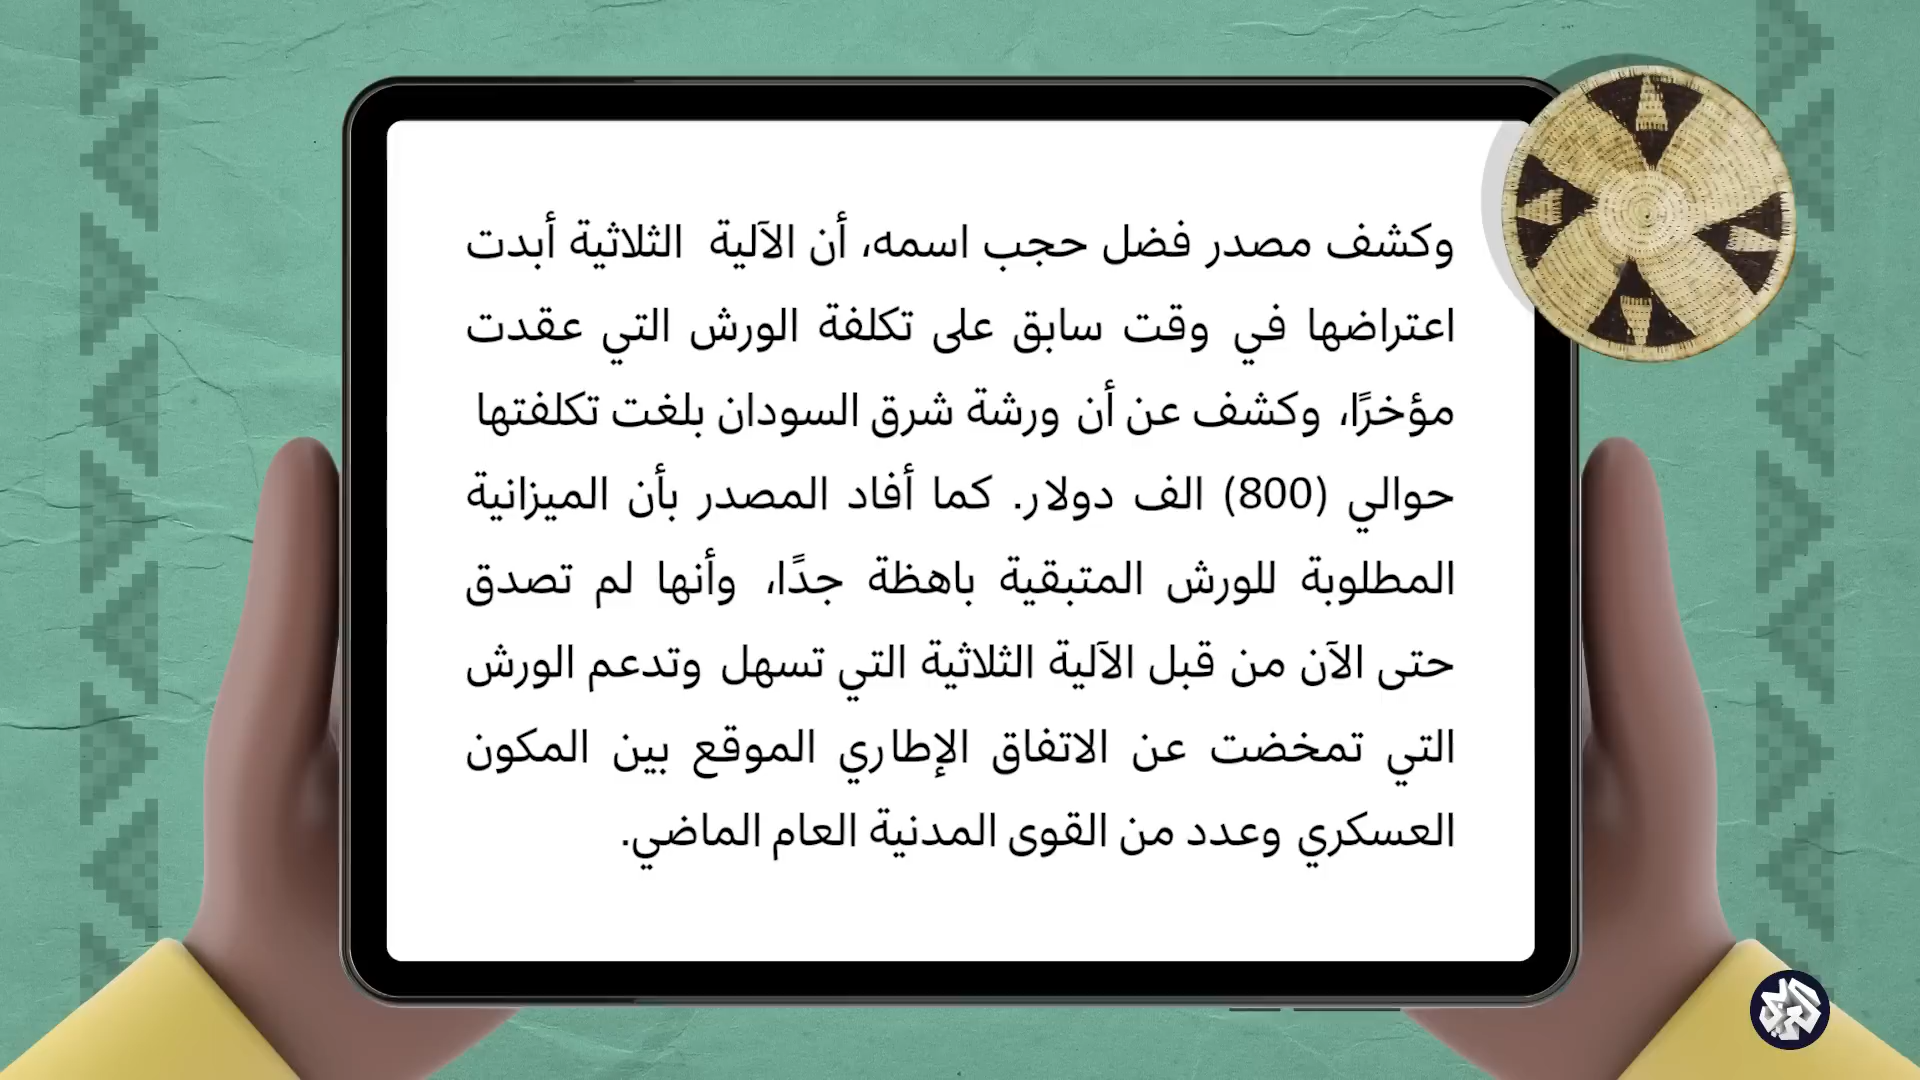 وكشف مصدر فضل حجب اسمه، أن الآلية الثلاثية أبدت
اعتراضها في وقت سابق على تكلفة الورش التي عقدت
مؤخرًا، وكشف عن أن ورشة شرق السودان بلغت تكلفتها
حوالي (800) الف دولار. كما أفاد المصدر بأن الميزانية
المطلوبة للورش المتبقية باهظة جدًا، وأنها لم تصدق
حتى الآن من قبل الآلية الثلاثية التي تسهل وتدعم الورش
التي تمخضت عن الاتفاق الإطاري الموقع بين المكون
العسكري وعدد من القوى المدنية العام الماضي.